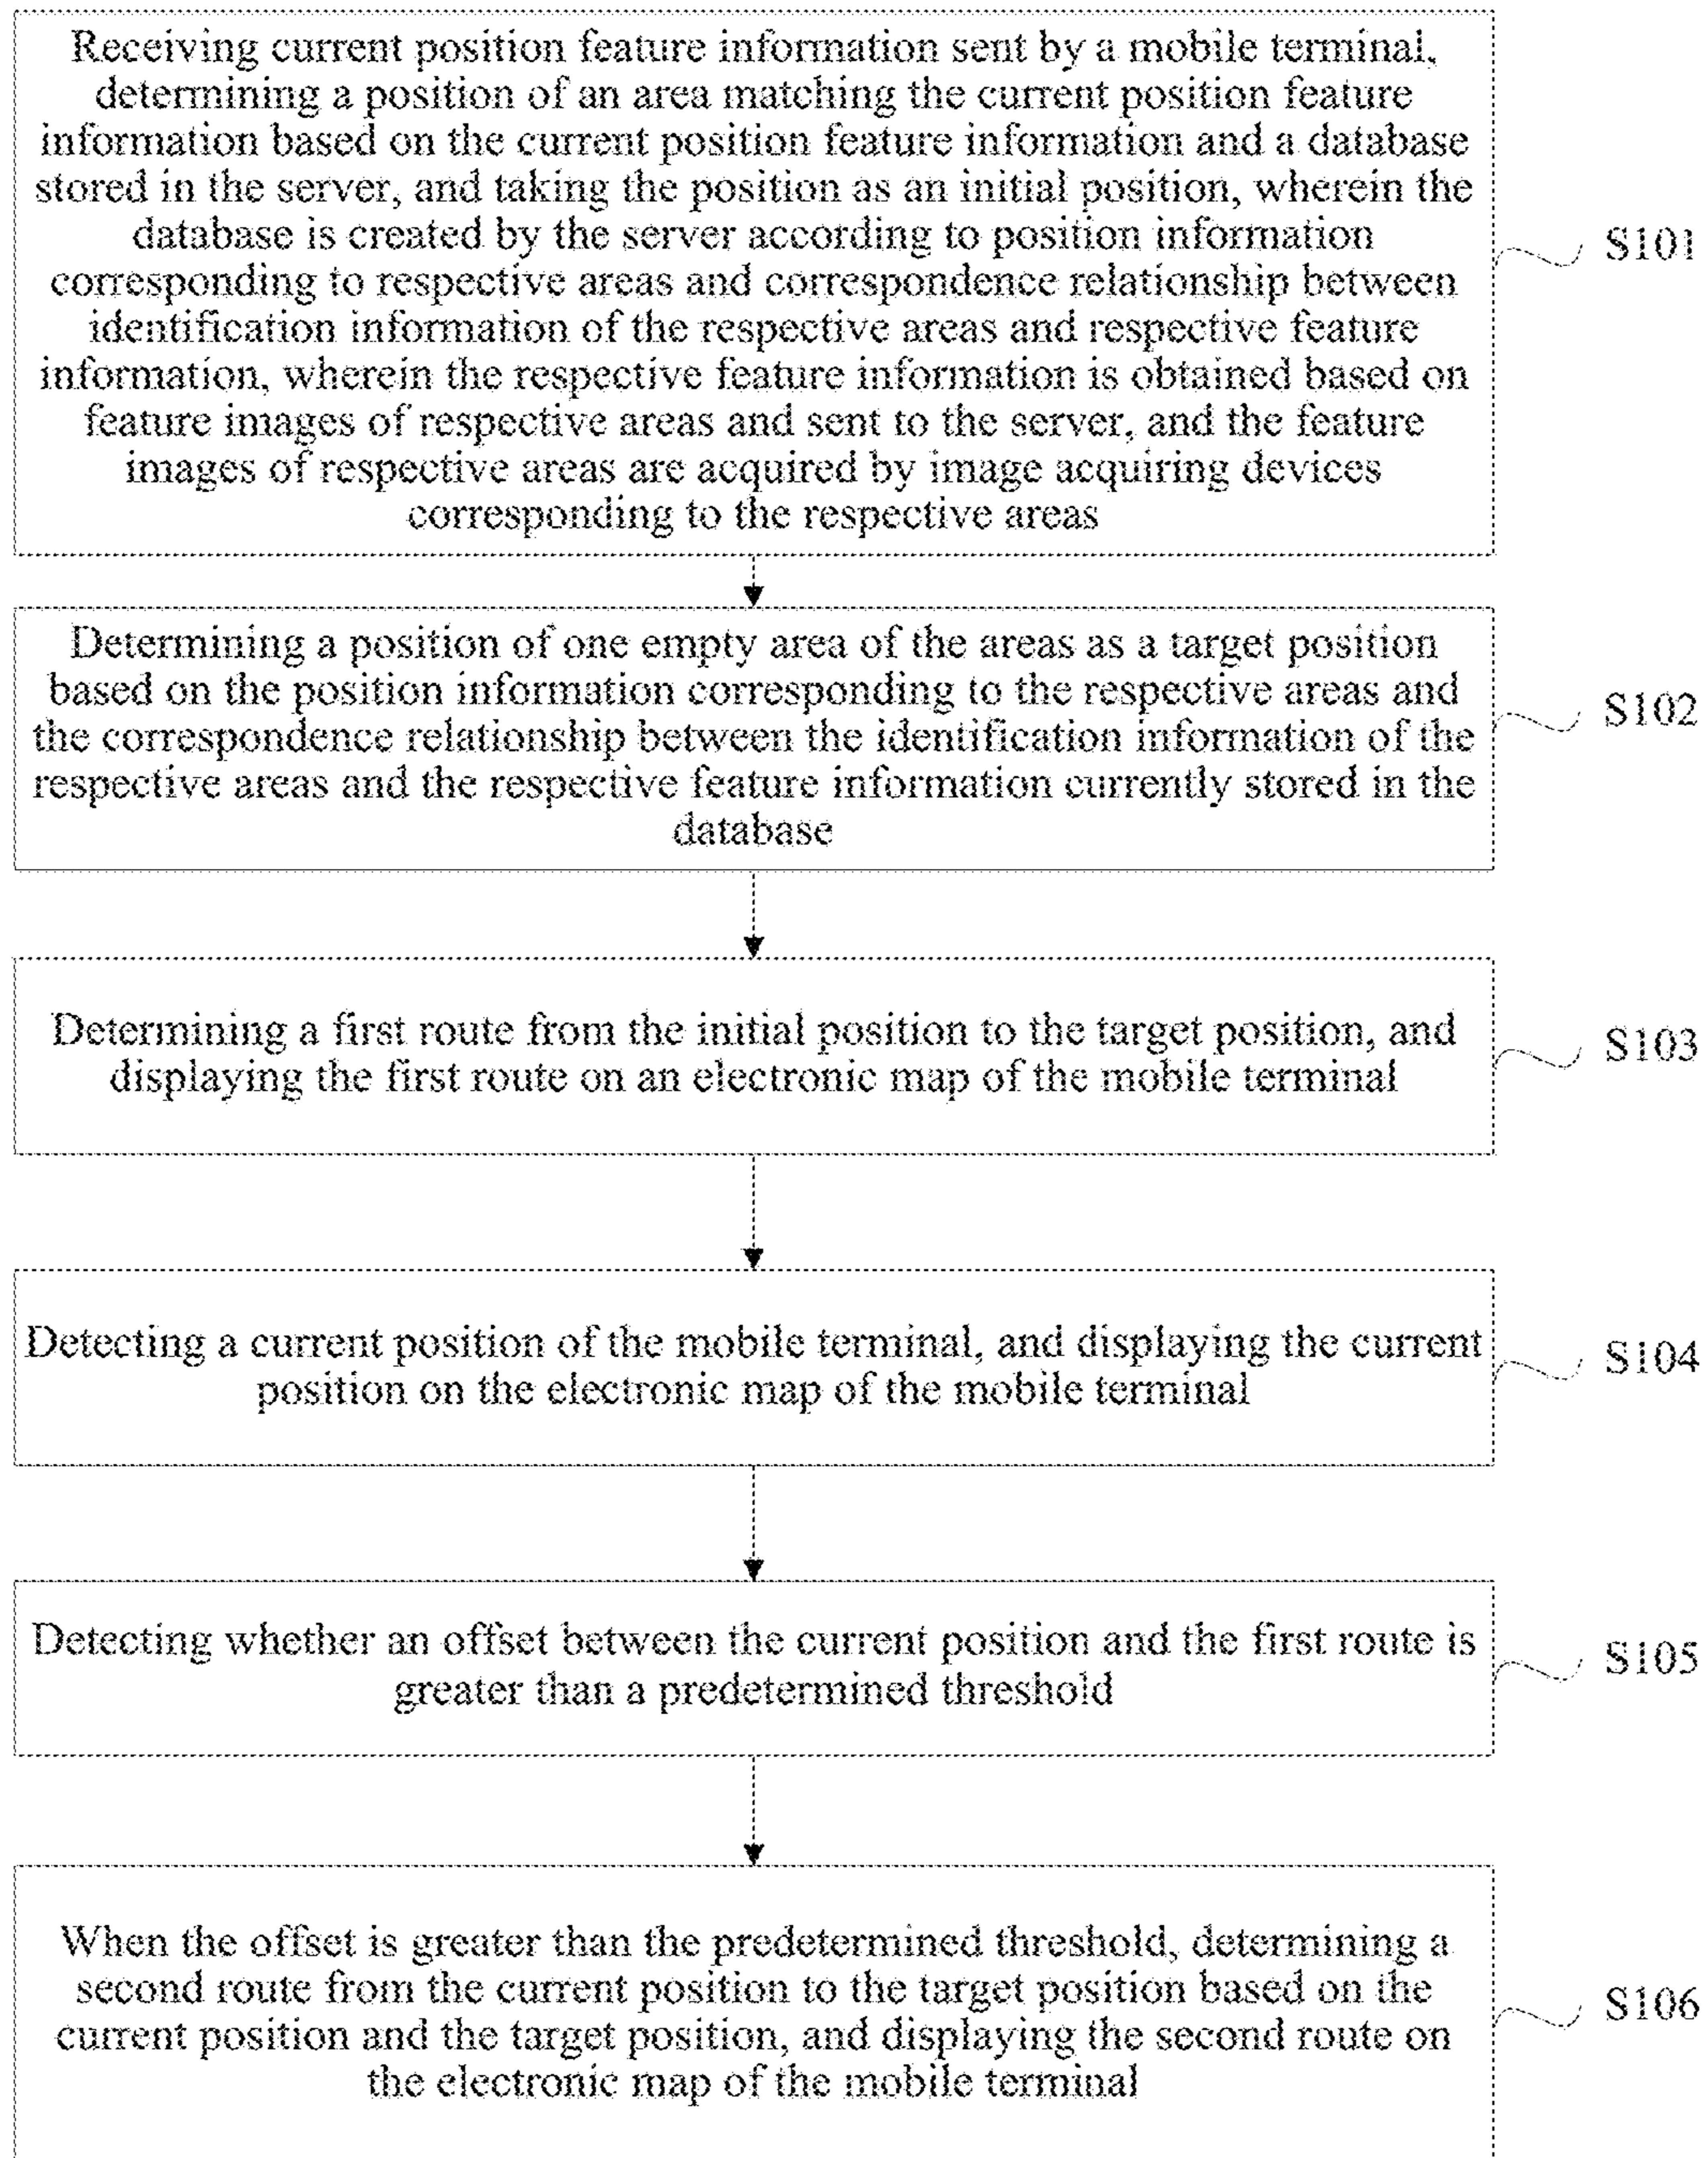 Receiving current position feature information sent by a mobile terminal,
determining a position of an area matching the current position feature
information based on the current position feature information and a database
stored in the server, and taking the position as an initial position, wherein the
database is created by the server according to position information
corresponding to respective areas and correspondence relationship between
identification information of the respective areas and respective feature
information, wherein the respective feature information is obtained based on
feature images of respective areas and sent to the server, and the feature
images of respective areas are acquired by image acquiring devices
corresponding to the respective areas
S101
Determining a position of one empty area of the areas as a target position
based on the position information corresponding to the respective areas and
the correspondence relationship between the identification information of the
respective areas and the respective feature information currently stored in the
database
S102
Determining a first route from the initial position to the target position, and
displaying the first route on an electronic map of the mobile terminal
S103
Detecting a current position of the mobile terminal, and displaying the current
position on the electronic map of the mobile terminal
S104
Detecting whether an offset between the current position and the first route is
greater than a predetermined threshold
S105
When the offset is greater than the predetermined threshold, determining a
second route from the current position to the target position based on the
current position and the target position, and displaying the second route on
the electronic map of the mobile terminal
S106